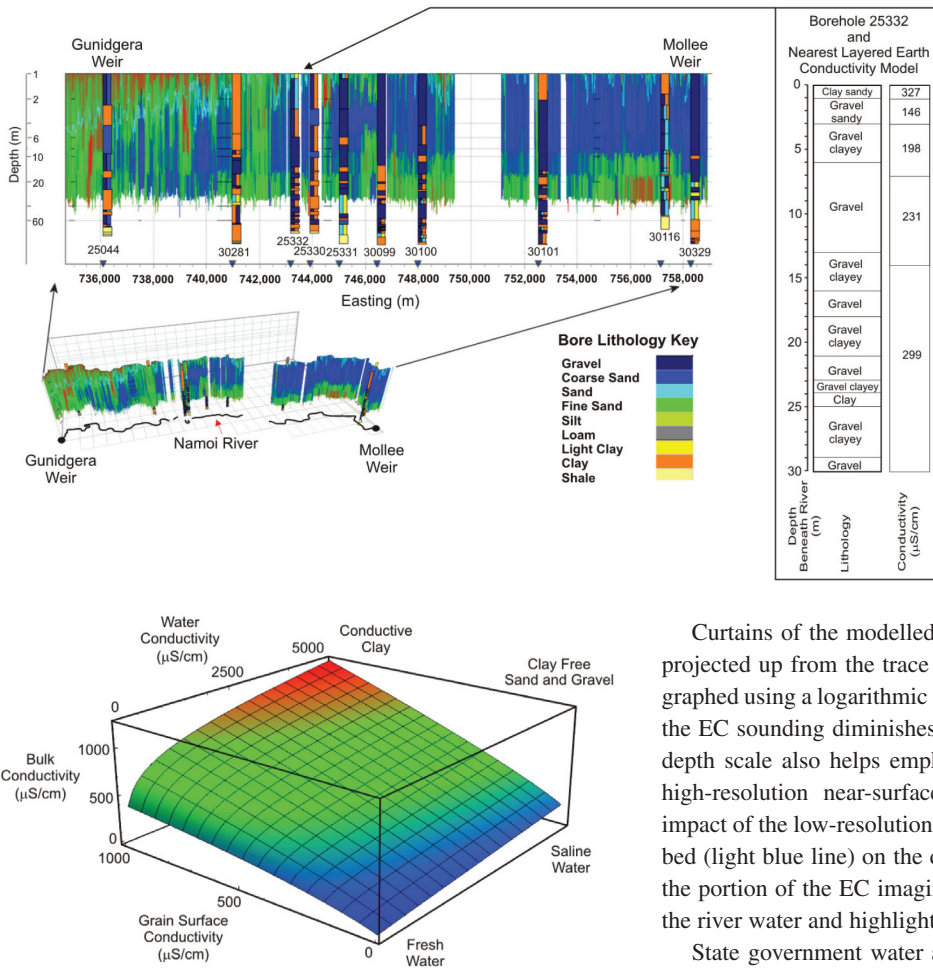 Gunidgera
Weir
Mollee
Weir
Depth (m)
1
2
6
10
20
60
25044
30281
25332
25330
25331
30099
30100
30101
30116
30329
736,000 738,000 740,000 742,000 744,000 746,000 748,000 750,000 752,000 754,000 756,000 758,000
Easting (m)
Gunidgera
Weir
Namoi River
Mollee
Weir
Bore Lithology Key
Gravel
Coarse Sand
Sand
Fine Sand
Silt
Loam
Light Clay
Clay
Shale
Borehole 25332
and
Nearest Layered Earth
Conductivity Model
0
5
10
15
20
25
30
Clay sandy
Gravel
sandy
Gravel
clayey
Gravel
Gravel
clayey
Gravel
Gravel
clayey
Gravel
Gravel clayey
Clay
Gravel
clayey
Gravel
327
146
198
231
299
Depth
Beneath River
(m)
Lithology
Conductivity
(µS/cm)
Water
Conductivity
(µS/cm)
0
2500
5000
Conductive
Clay
Clay Free
Sand and Gravel
Bulk
Conductivity
(µS/cm)
1000
500
0
1000
500
0
Grain Surface
Conductivity
(µS/cm)
Fresh
Water
Saline
Water
Curtains of the modelled
projected up from the trace
graphed using a logarithmic
the EC sounding diminishes
depth scale also helps emph
high-resolution near-surface
impact of the low-resolution
bed (light blue line) on the
the portion of the EC imagin
the river water and highlight
State government water